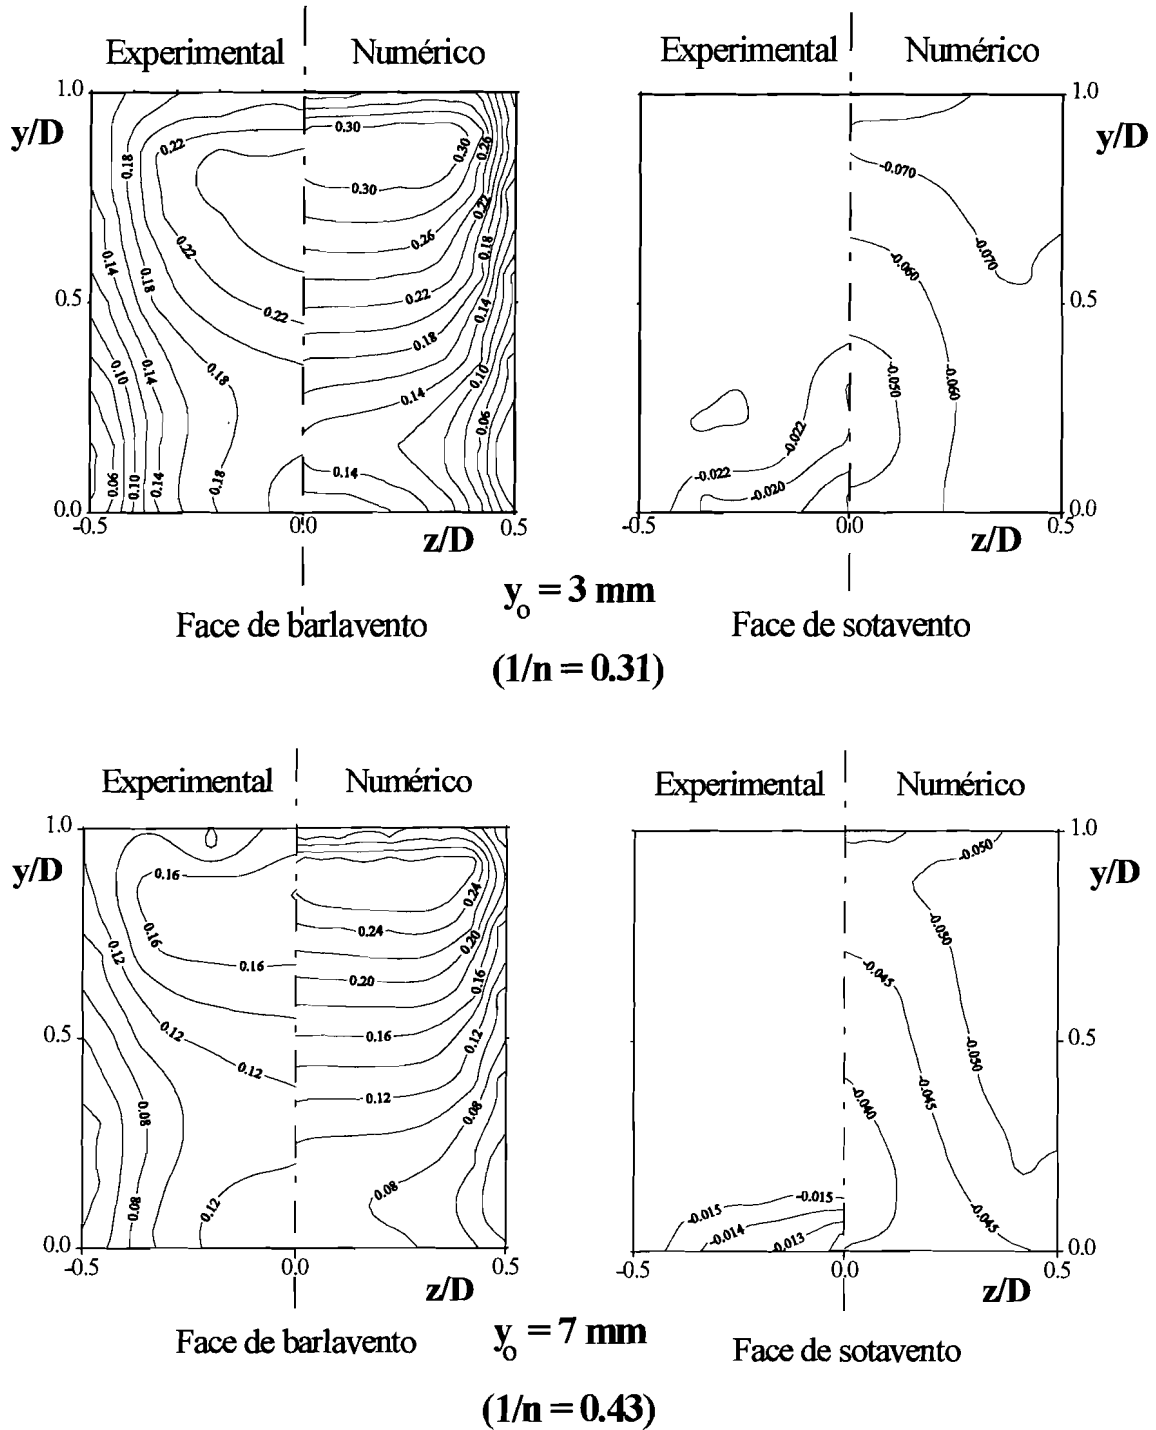 Experimental Numérico
Experimental Numérico
1.0
y/D
0.5
0.0
-0.5 0.0 0.5
z/D
0.18 0.22 0.30 0.30 0.26
0.30
0.22
0.22 0.26 0.18
0.14 0.18 0.22 0.22 0.14
0.18
0.10 0.14 0.18 0.14 0.10
0.06
0.06 0.10 0.14 0.18 0.14
1.0
y/D
0.5
0.0
-0.5 0.0 0.5
z/D
-0.070
-0.070
-0.060
-0.050 -0.060
-0.022
-0.022
-0.020
y₀ = 3 mm
Face de barlavento
Face de sotavento
(1/n = 0.31)
Experimental Numérico
Experimental Numérico
1.0
y/D
0.5
0.0
-0.5 0.0 0.5
z/D
0.16 0.24
0.16 0.24 0.20
0.12 0.16 0.20 0.16
0.12 0.16 0.12
0.12 0.12
0.08 0.08
0.08 0.12 0.08
1.0
y/D
0.5
0.0
-0.5 0.0 0.5
z/D
-0.050
-0.050
-0.045
-0.050
-0.040 -0.045
-0.015
-0.015 -0.045
-0.014 -0.013
y₀ = 7 mm
Face de barlavento
Face de sotavento
(1/n = 0.43)